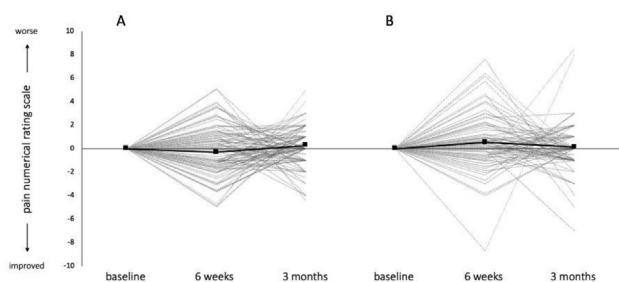 A
B
worse
pain numerical rating scale
improved
10
8
6
4
2
0
-2
-4
-6
-8
-10
baseline
6 weeks
3 months
baseline
6 weeks
3 months